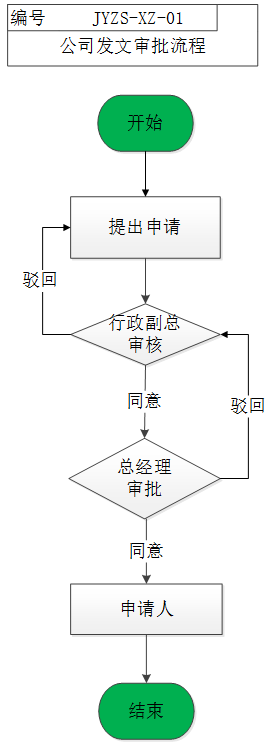 编号 JYZS-XZ-01
公司发文审批流程
开始
提出申请
驳回
行政副总
审核
同意
驳回
总经理
审批
同意
申请人
结束